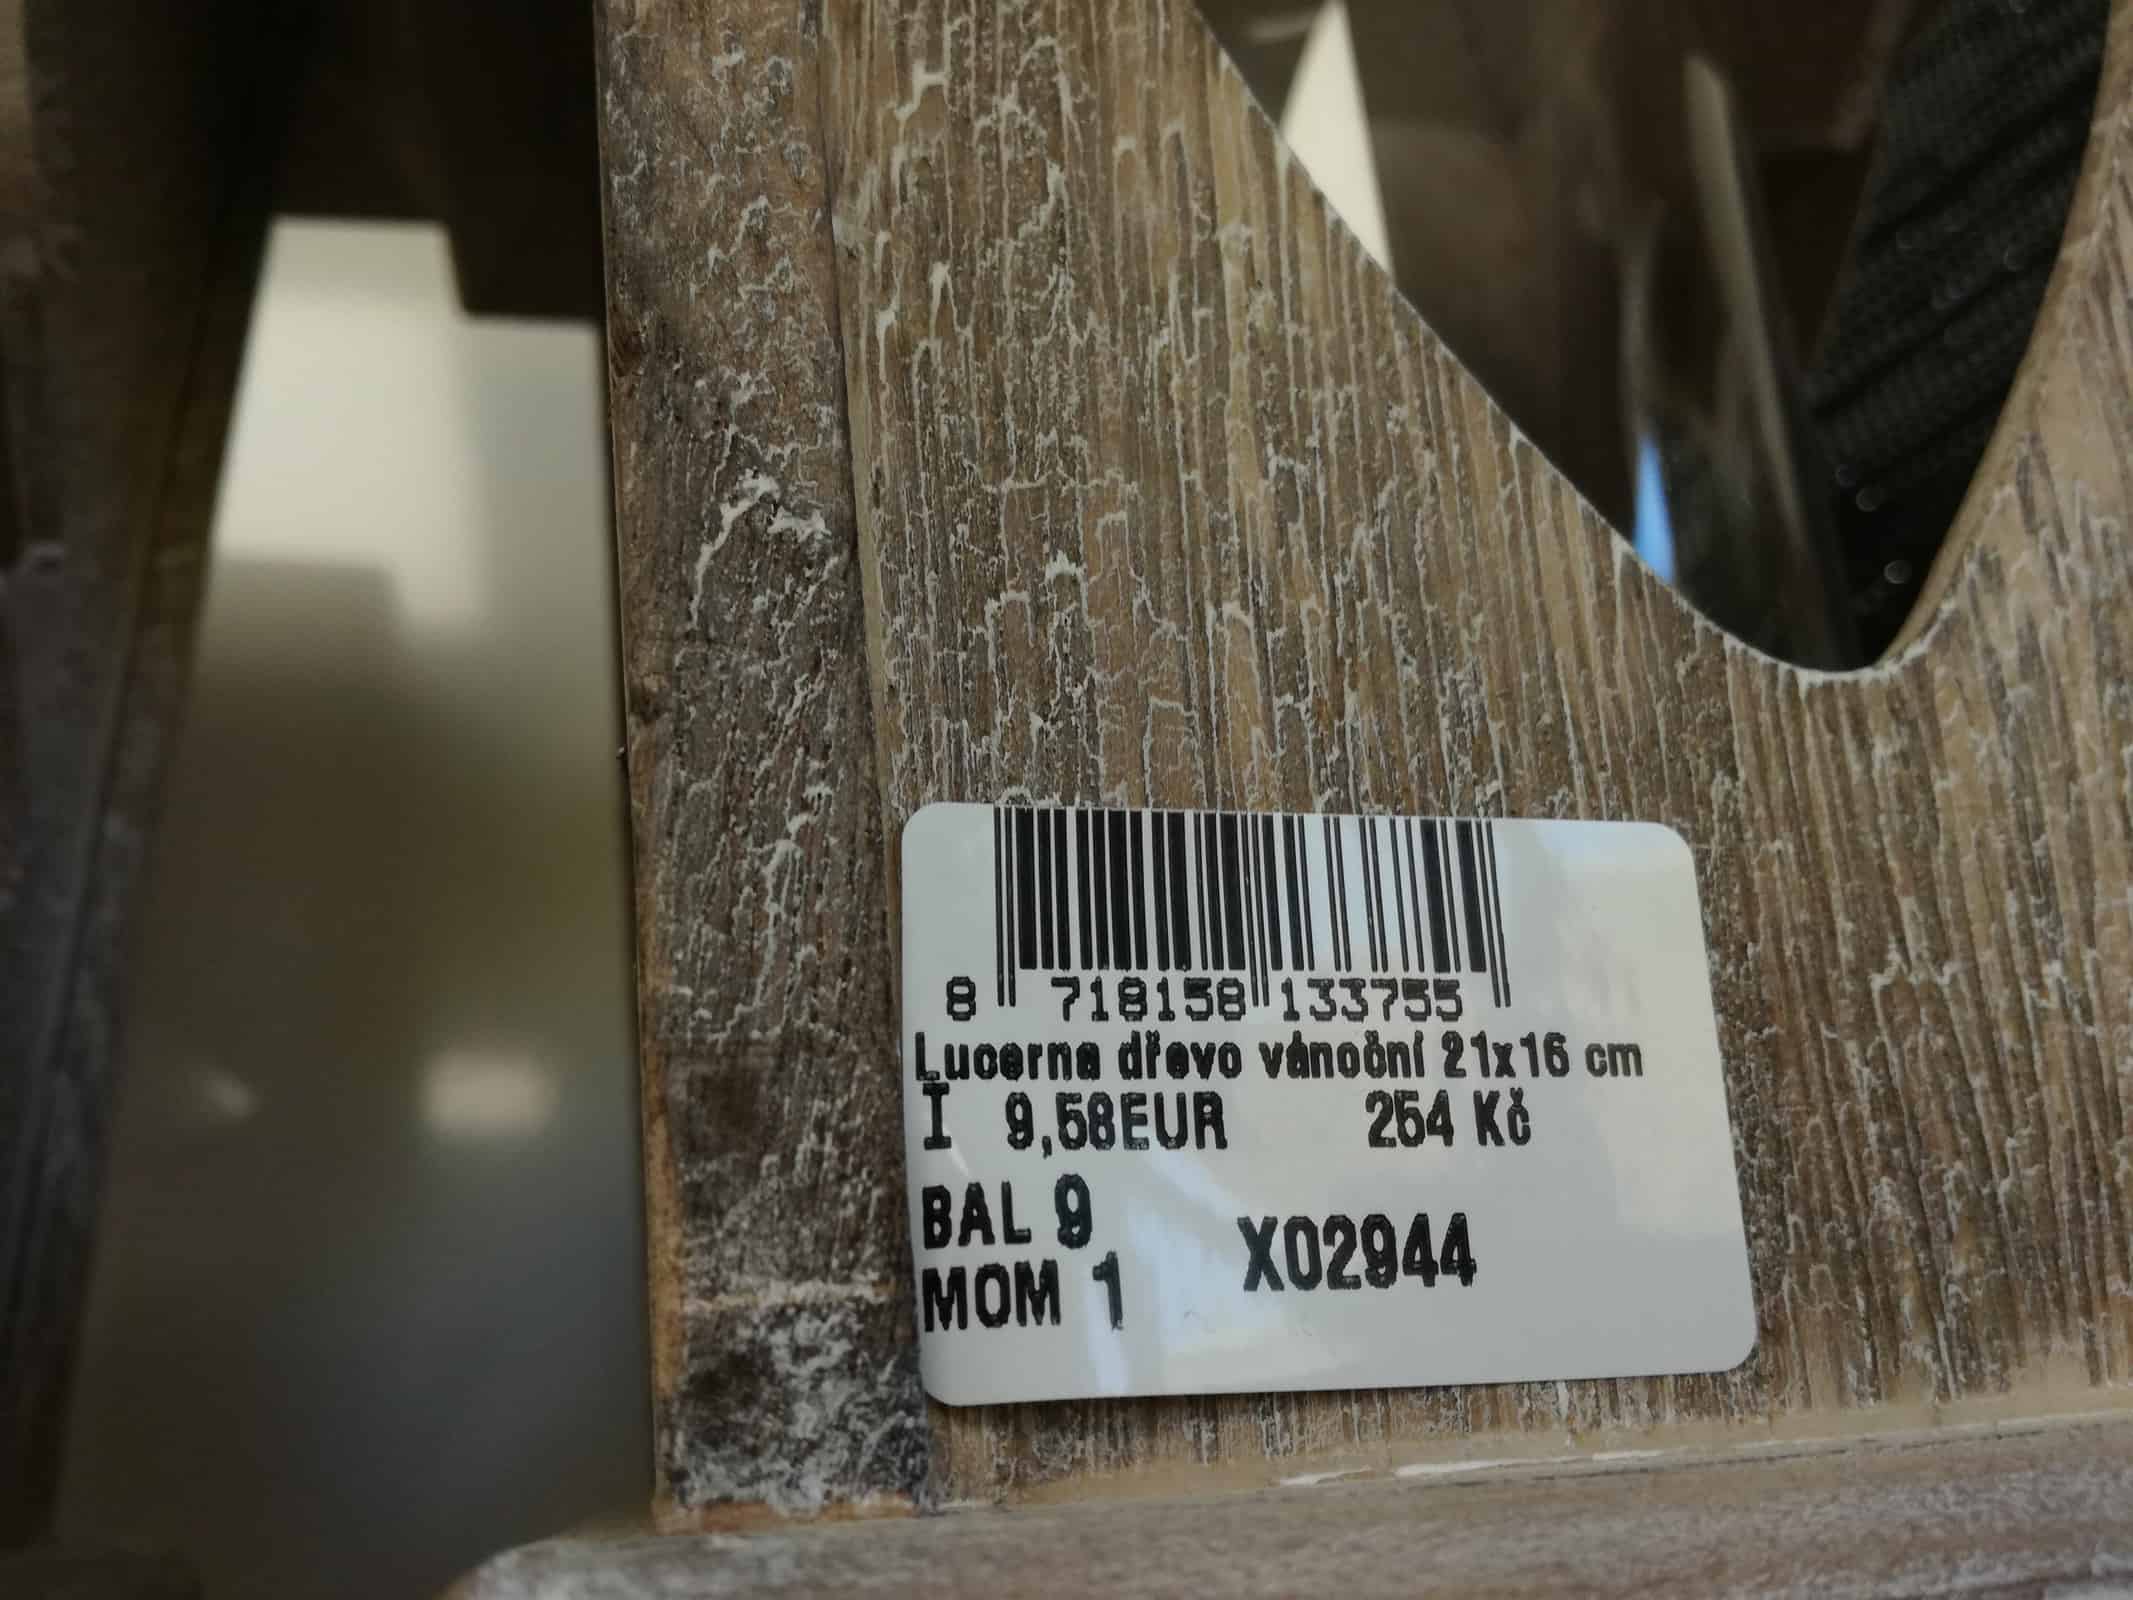 8 718158 133755
Lucerna dřevo vánoční 21x16 cm
I 9,58EUR 254 Kč
BAL 9
MOM 1 X02944